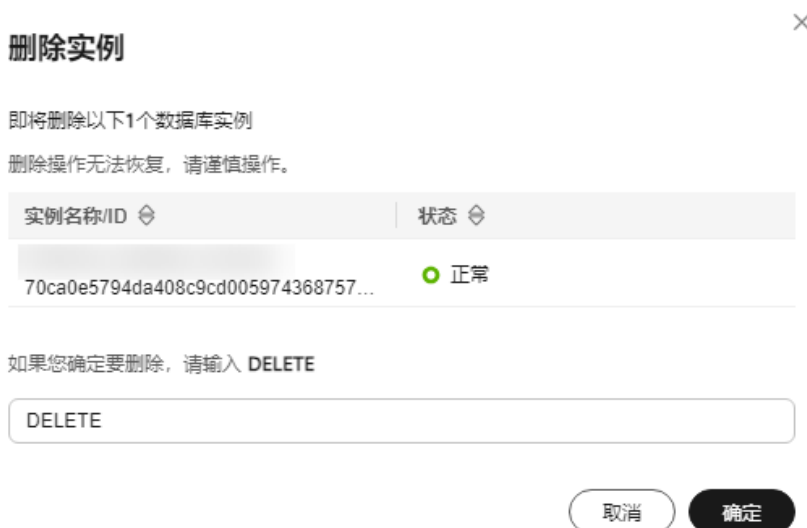 删除实例
即将删除以下1个数据库实例
删除操作无法恢复，请谨慎操作。
实例名称/ID 状态
70ca0e5794da408c9cd005974368757... 正常
如果您确定要删除，请输入 DELETE
DELETE
取消 确定